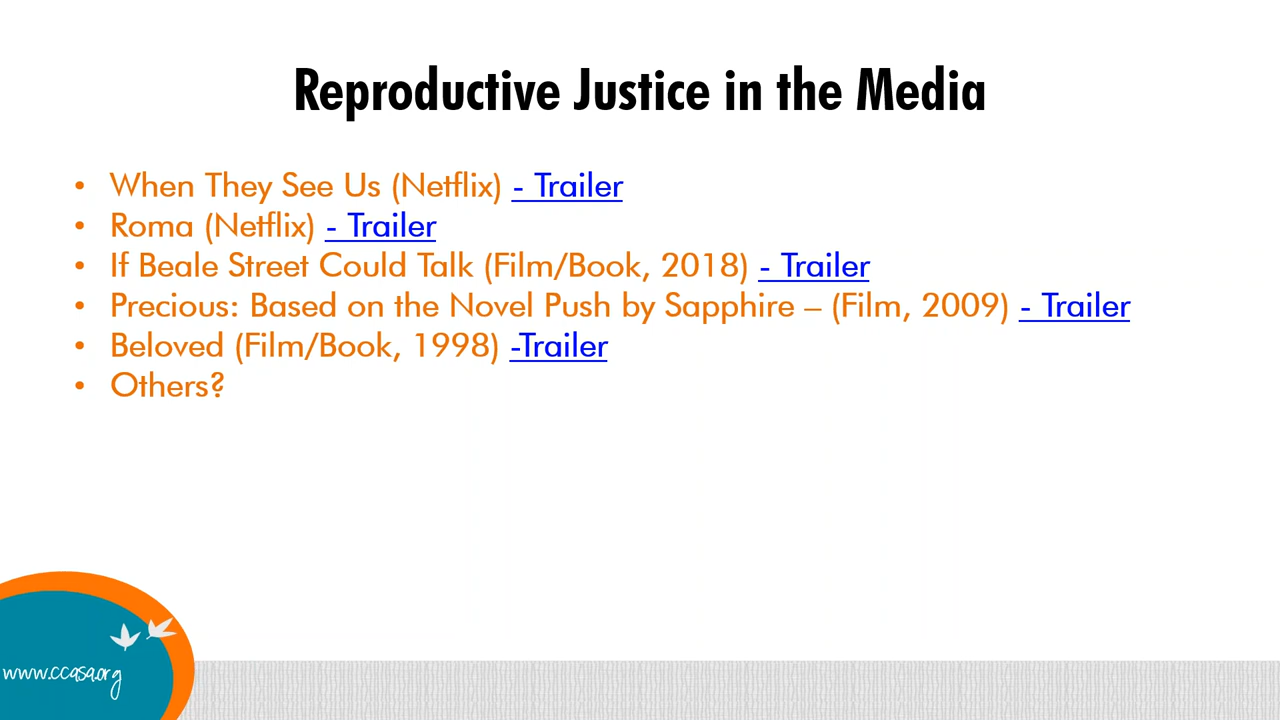 Reproductive Justice in the Media
• When They See Us (Netflix) - Trailer
• Roma (Netflix) - Trailer
• If Beale Street Could Talk (Film/Book, 2018) - Trailer
• Precious: Based on the Novel Push by Sapphire – (Film, 2009) - Trailer
• Beloved (Film/Book, 1998) -Trailer
• Others?
www.ccasa.org